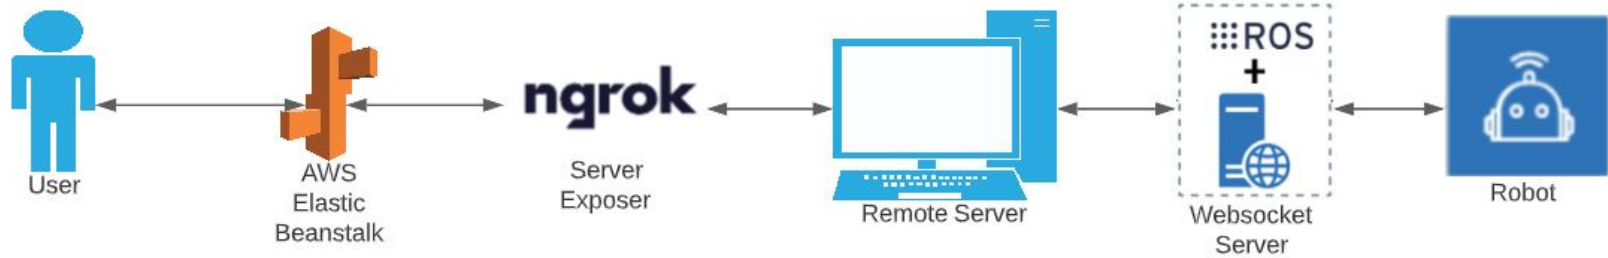 User
AWS
Elastic
Beanstalk
ngrok
Server
Exposer
Remote Server
ROS
+
Websocket
Server
Robot